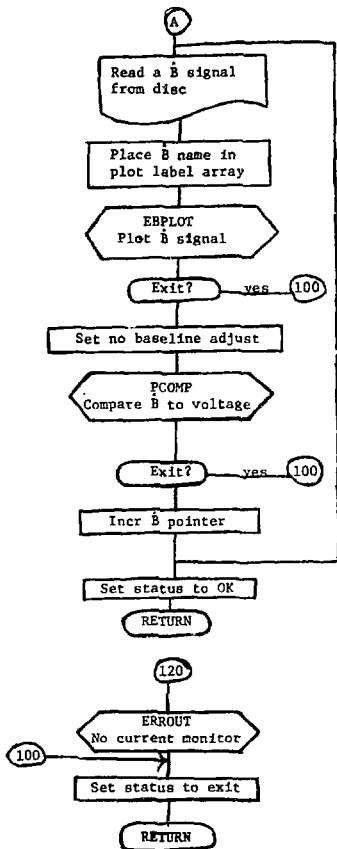 A
Read a Ḃ signal
from disc
Place Ḃ name in
plot label array
EBPLOT
Plot Ḃ signal
Exit? yes 100
Set no baseline adjust
PCOMP
Compare Ḃ to voltage
Exit? yes 100
Incr Ḃ pointer
Set status to OK
RETURN
120
ERROUT
No current monitor
100
Set status to exit
RETURN